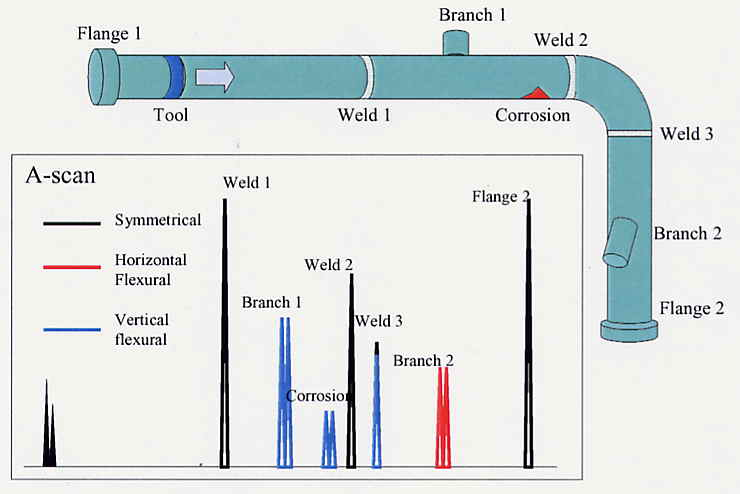 Branch 1
Flange 1
Weld 2
Tool
Weld 1
Corrosion
Weld 3
A-scan
Weld 1
Flange 2
Symmetrical
Branch 2
Horizontal
Flexural
Weld 2
Branch 1
Flange 2
Vertical
flexural
Weld 3
Branch 2
Corrosion